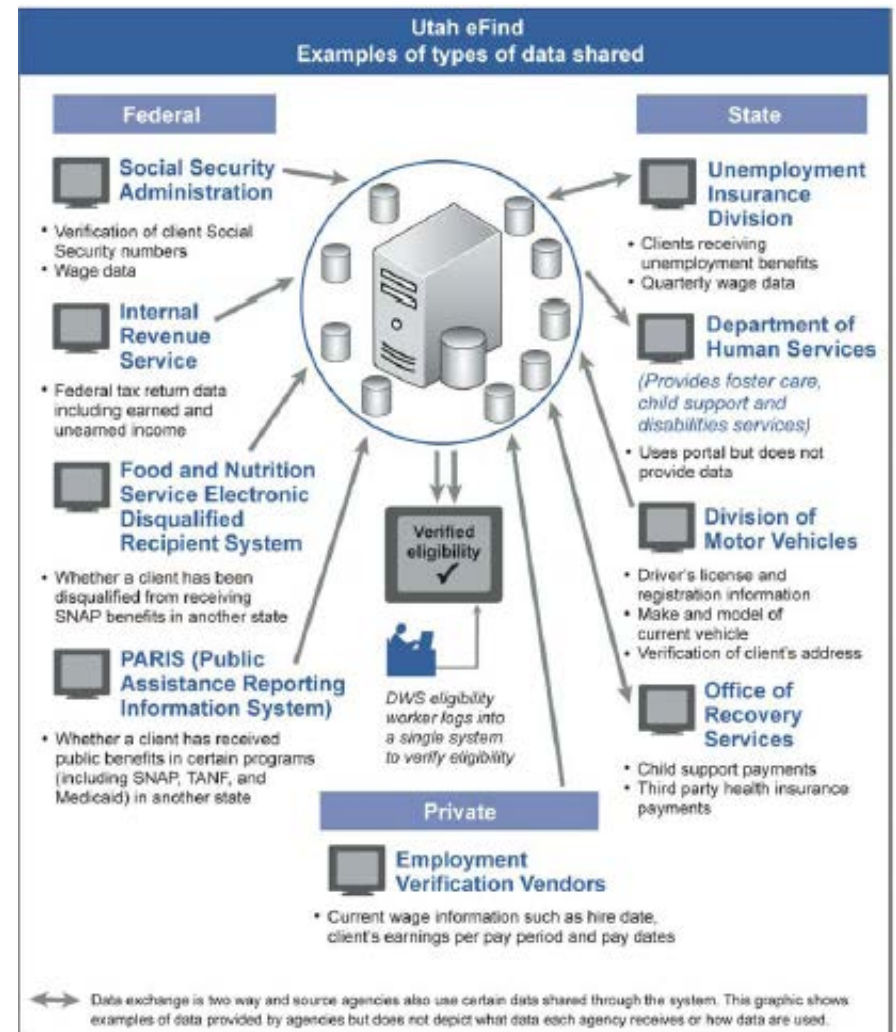 Utah eFind
Examples of types of data shared
Federal
Social Security
Administration
• Verification of client Social
Security numbers
• Wage data
Internal
Revenue
Service
• Federal tax return data
including earned and
unearned income
Food and Nutrition
Service Electronic
Disqualified
Recipient System
• Whether a client has been
disqualified from receiving
SNAP benefits in another state
PARIS (Public
Assistance Reporting
Information System)
• Whether a client has received
public benefits in certain programs
(including SNAP, TANF, and
Medicaid) in another state
Verified
eligibility
DWS eligibility
worker logs into
a single system
to verify eligibility
State
Unemployment
Insurance
Division
• Clients receiving
unemployment benefits
• Quarterly wage data
Department of
Human Services
(Provides foster care,
child support and
disabilities services)
• Uses portal but does not
provide data
Division of
Motor Vehicles
• Driver's license and
registration information
• Make and model of
current vehicle
• Verification of client's address
Office of
Recovery
Services
• Child support payments
• Third party health insurance
payments
Private
Employment
Verification Vendors
• Current wage information such as hire date,
client's earnings per pay period and pay dates
Data exchange is two way and source agencies also use certain data shared through the system. This graphic shows
examples of data provided by agencies but does not depict what data each agency receives or how data are used.